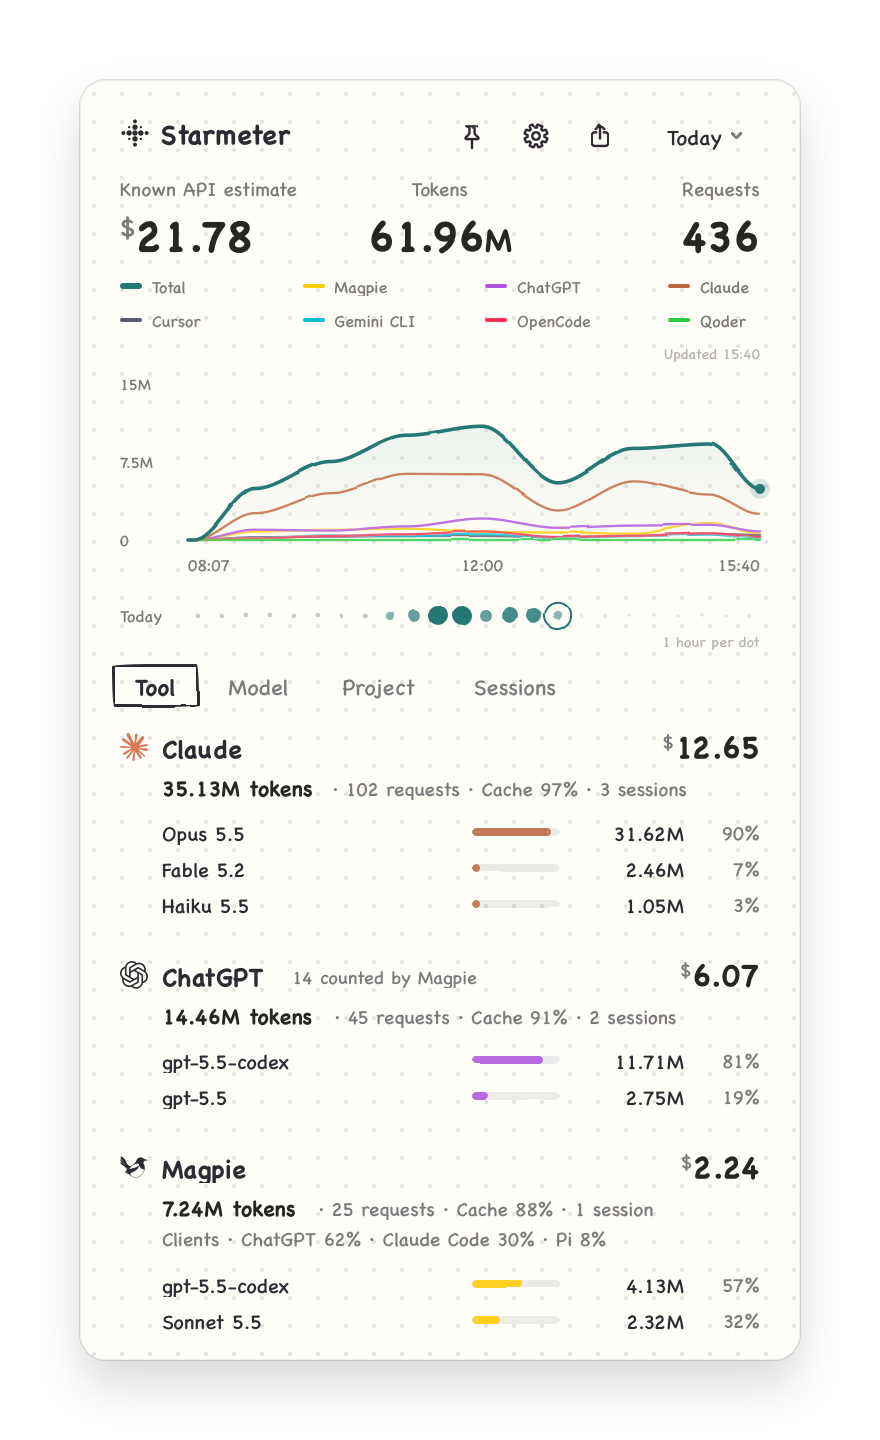 Starmeter Today
Known API estimate Tokens Requests
$21.78 61.96M 436
Total Magpie ChatGPT Claude
Cursor Gemini CLI OpenCode Qoder
Updated 15:40
15M
7.5M
0
08:07 12:00 15:40
Today
1 hour per dot
Tool Model Project Sessions
Claude $12.65
35.13M tokens · 102 requests · Cache 97% · 3 sessions
Opus 5.5 31.62M 90%
Fable 5.2 2.46M 7%
Haiku 5.5 1.05M 3%
ChatGPT 14 counted by Magpie $6.07
14.46M tokens · 45 requests · Cache 91% · 2 sessions
gpt-5.5-codex 11.71M 81%
gpt-5.5 2.75M 19%
Magpie $2.24
7.24M tokens · 25 requests · Cache 88% · 1 session
Clients · ChatGPT 62% · Claude Code 30% · Pi 8%
gpt-5.5-codex 4.13M 57%
Sonnet 5.5 2.32M 32%